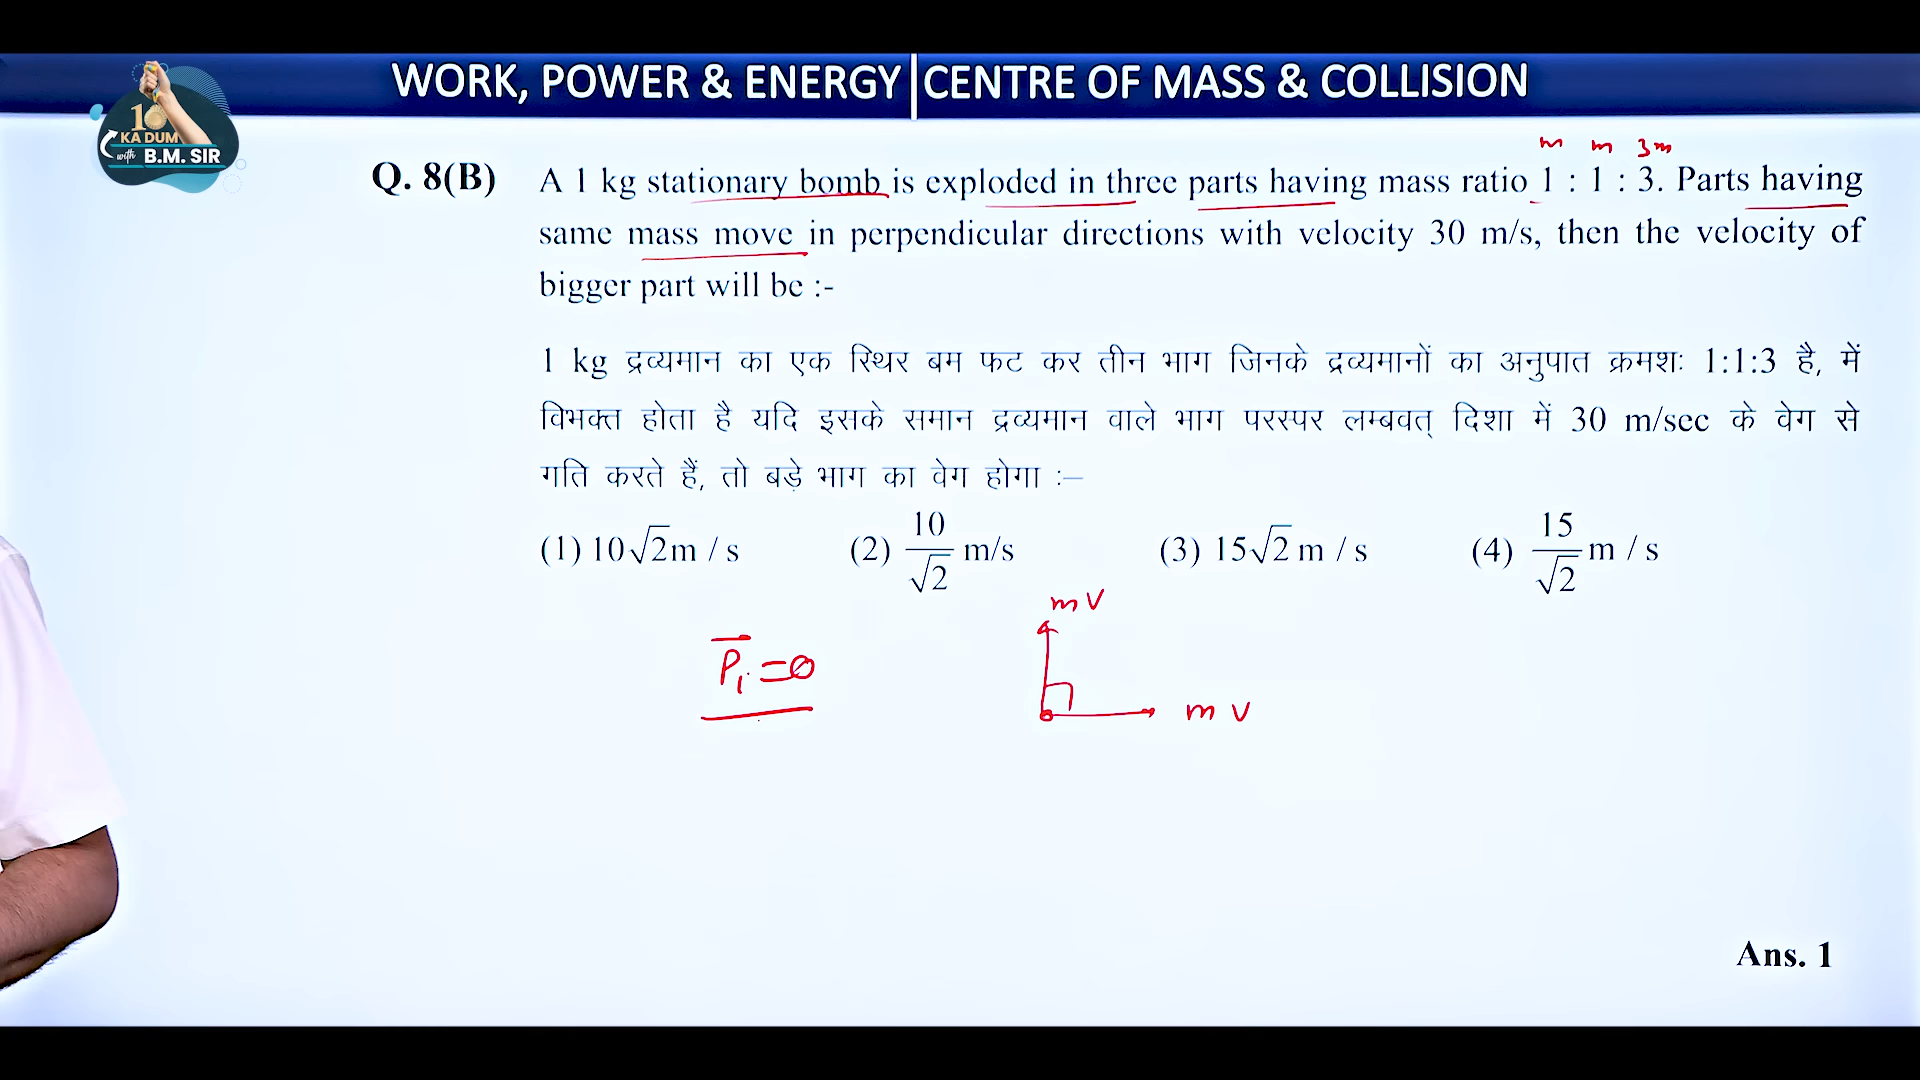 WORK, POWER & ENERGY CENTRE OF MASS & COLLISION
10
KA DUM
with B.M. SIR
m m 3m
Q. 8(B) A 1 kg stationary bomb is exploded in three parts having mass ratio 1 : 1 : 3. Parts having
same mass move in perpendicular directions with velocity 30 m/s, then the velocity of
bigger part will be :-
1 kg द्रव्यमान का एक स्थिर बम फट कर तीन भाग जिनके द्रव्यमानों का अनुपात क्रमशः 1:1:3 है, में
विभक्त होता है यदि इसके समान द्रव्यमान वाले भाग परस्पर लम्बवत् दिशा में 30 m/sec के वेग से
गति करते हैं, तो बड़े भाग का वेग होगा :–
(1) 10√2 m / s (2) 10/√2 m/s (3) 15√2 m / s (4) 15/√2 m / s
m v
P⃗i = 0
m v
Ans. 1